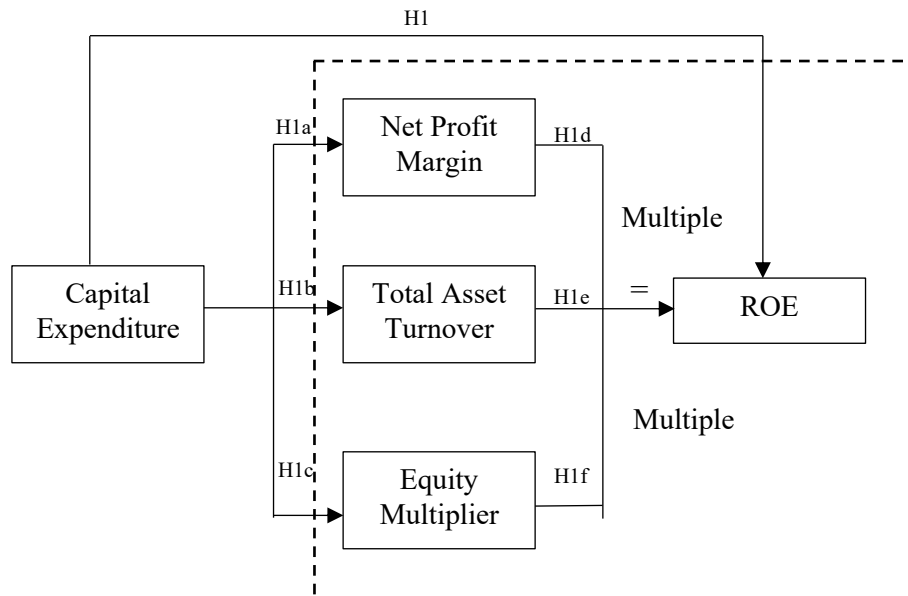 H1
H1a
Net Profit
Margin
H1d
Multiple
Capital
Expenditure
H1b
Total Asset
Turnover
H1e
=
ROE
Multiple
H1c
Equity
Multiplier
H1f